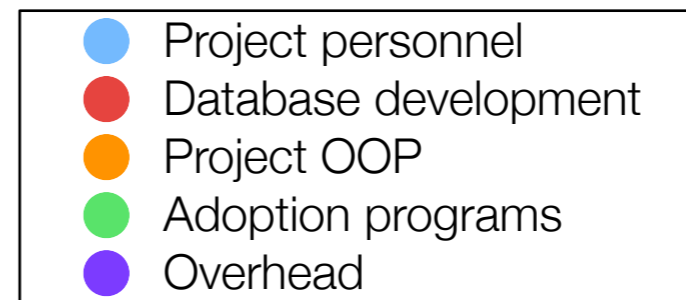 Project personnel
Database development
Project OOP
Adoption programs
Overhead